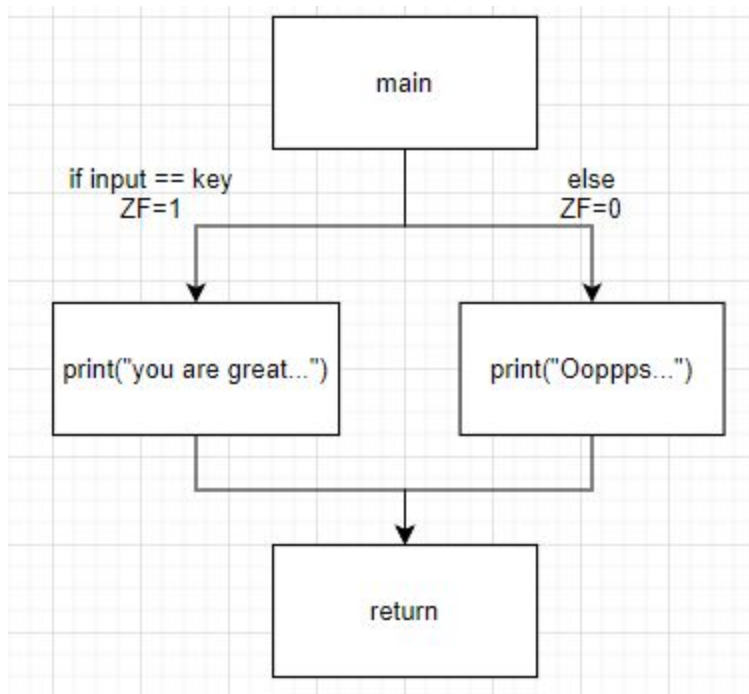 main
if input == key
ZF=1
else
ZF=0
print("you are great...")
print("Ooppps...")
return